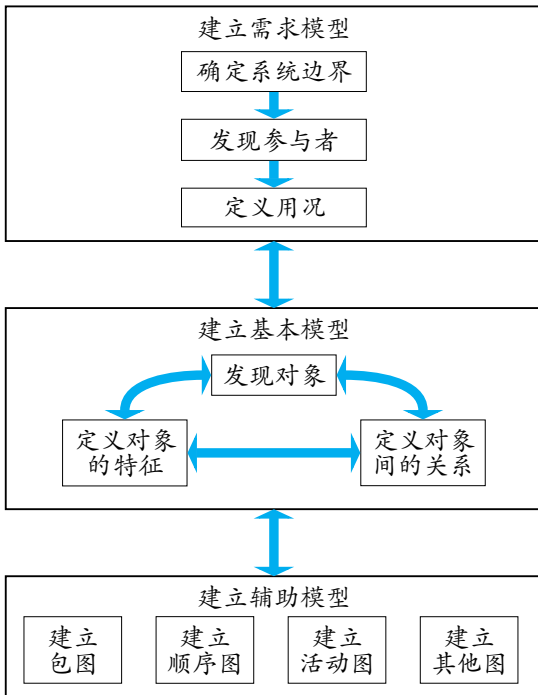 建立需求模型
确定系统边界
发现参与者
定义用况
建立基本模型
发现对象
定义对象
的特征
定义对象
间的关系
建立辅助模型
建立
包图
建立
顺序图
建立
活动图
建立
其他图